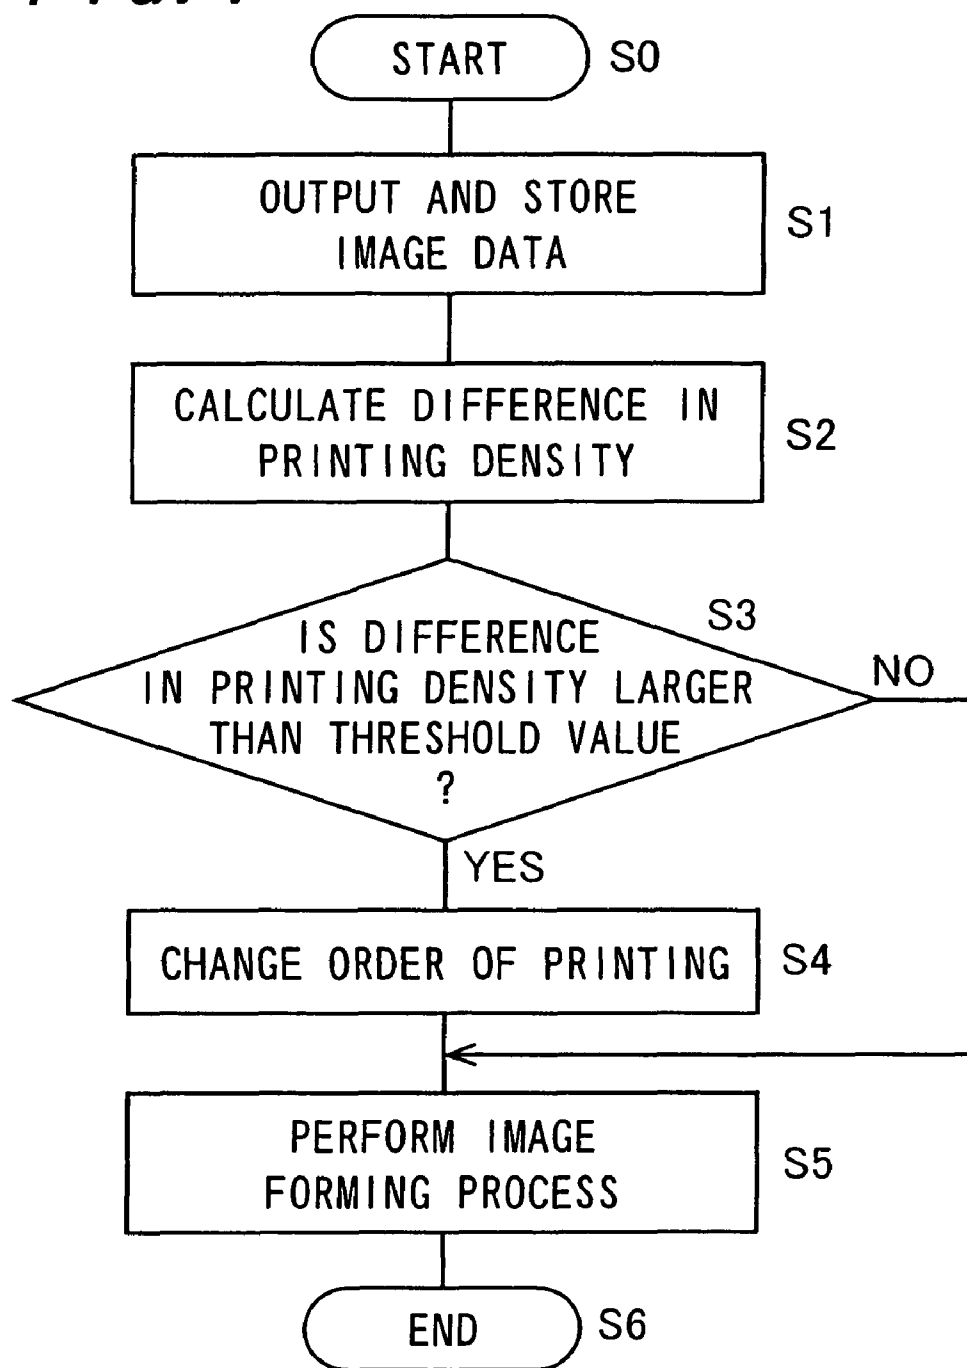 START S0
OUTPUT AND STORE
IMAGE DATA
S1
CALCULATE DIFFERENCE IN
PRINTING DENSITY
S2
S3
IS DIFFERENCE
IN PRINTING DENSITY LARGER
THAN THRESHOLD VALUE
?
NO
YES
CHANGE ORDER OF PRINTING S4
PERFORM IMAGE
FORMING PROCESS
S5
END S6